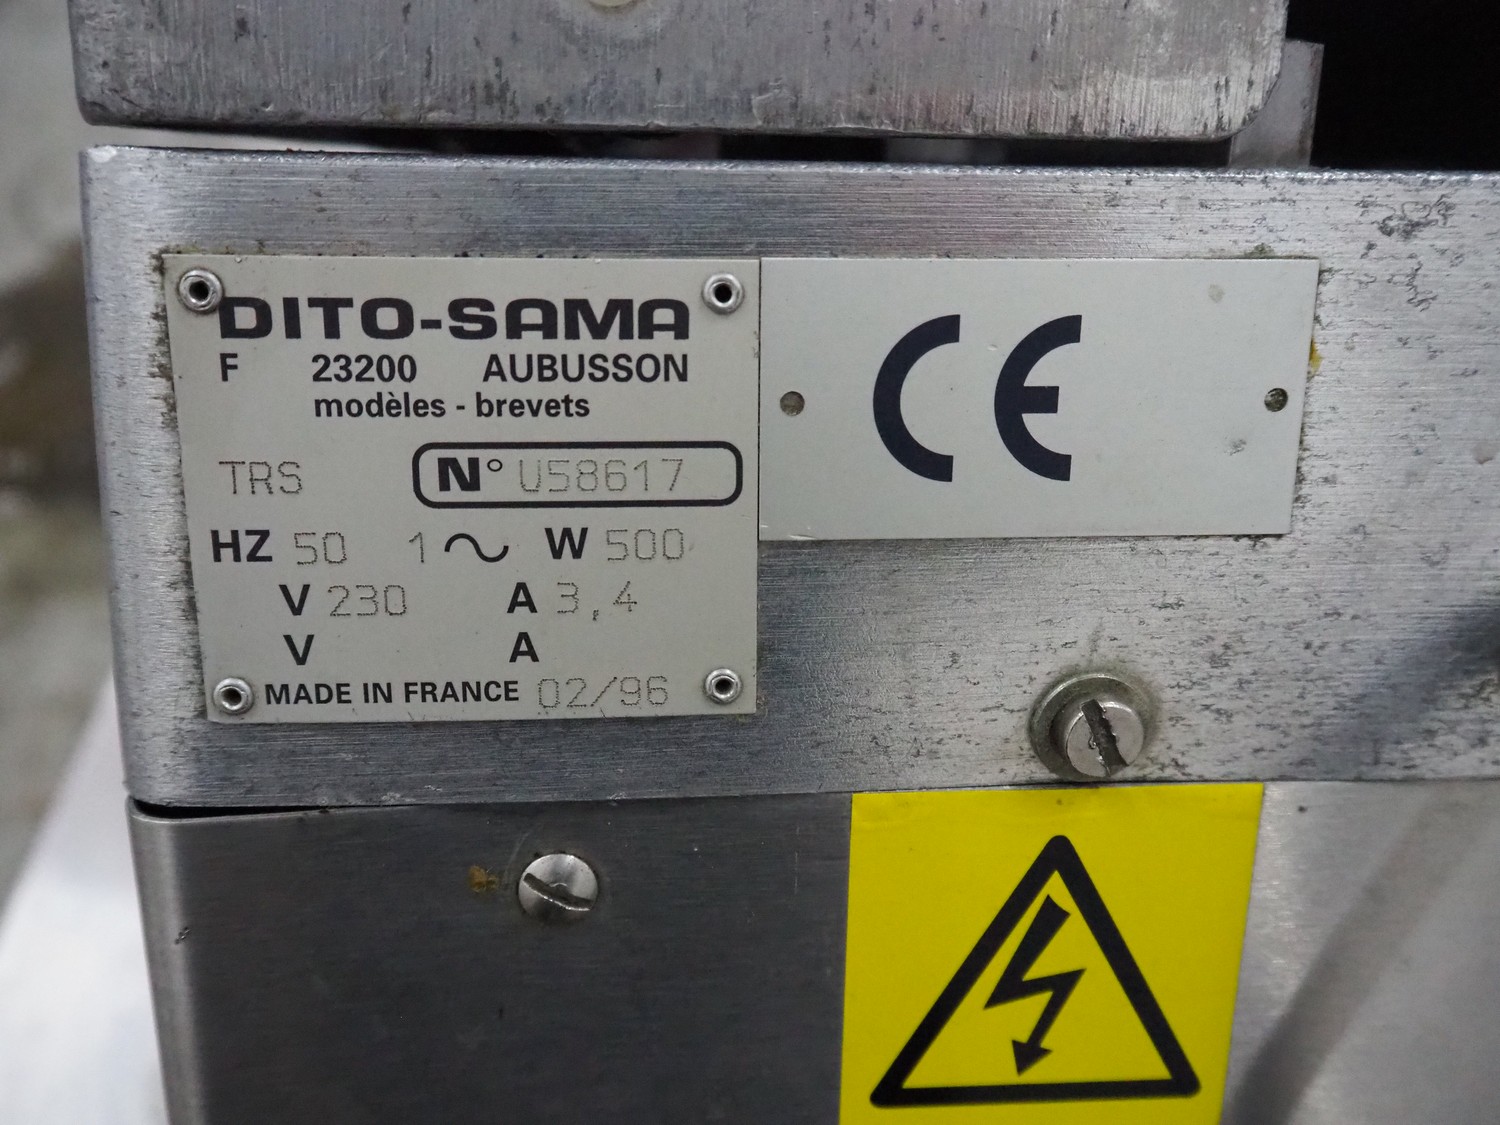 DITO-SAMA
F 23200 AUBUSSON
modèles - brevets
TRS N° U58617
HZ 50 1~ W 500
V 230 A 3,4
V A
MADE IN FRANCE 02/96
CE